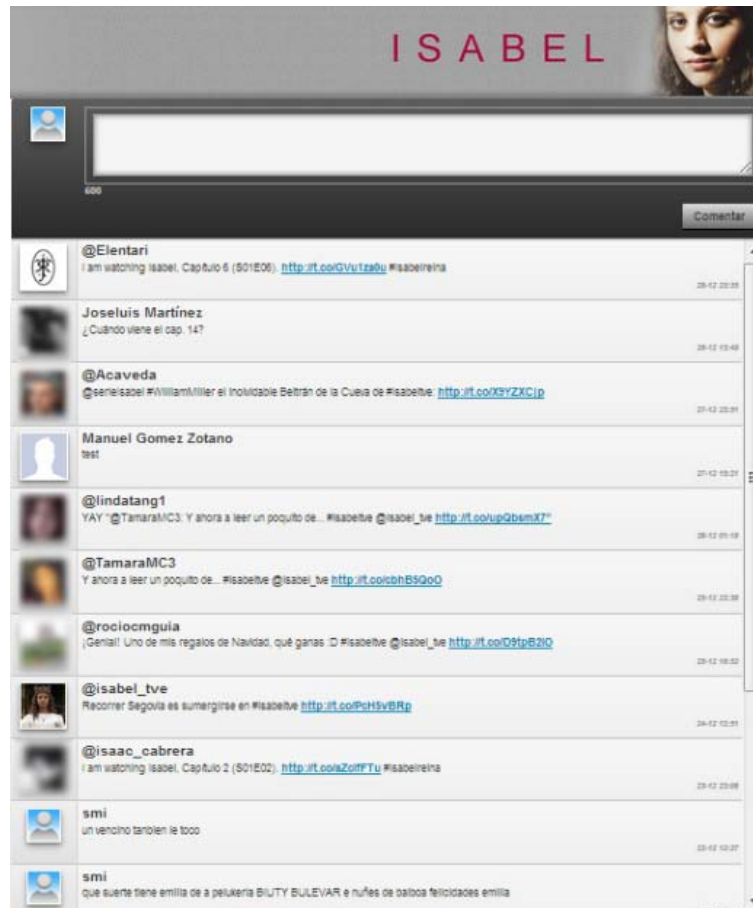 ISABEL
600
Comentar
@Elentari
I am watching Isabel, Capítulo 6 (S01E06). http://t.co/GVu1za0u #isabelreina
Joseluis Martínez
¿Cuándo viene el cap. 14?
@Acaveda
@serieisabel #WilliamMiller el inolvidable Beltrán de la Cueva de #isabeltve: http://t.co/X9YZXCjp
Manuel Gomez Zotano
test
@lindatang1
YAY "@TamaraMC3: Y ahora a leer un poquito de... #isabeltve @isabel_tve http://t.co/upQbsmX7"
@TamaraMC3
Y ahora a leer un poquito de... #isabeltve @isabel_tve http://t.co/cbhB5QoO
@rociocmguia
¡Genial! Uno de mis regalos de Navidad, qué ganas :D #isabeltve @isabel_tve http://t.co/D9tpB2lO
@isabel_tve
Recorrer Segovia es sumergirse en #isabeltve http://t.co/PcH5vBRp
@isaac_cabrera
I am watching Isabel, Capítulo 2 (S01E02). http://t.co/aZolfFTu #isabelreina
smi
un vencino tanbien le toco
smi
que suerte tiene emilia de a pelukeria BIUTY BULEVAR e nuñes de balboa felicidades emilia